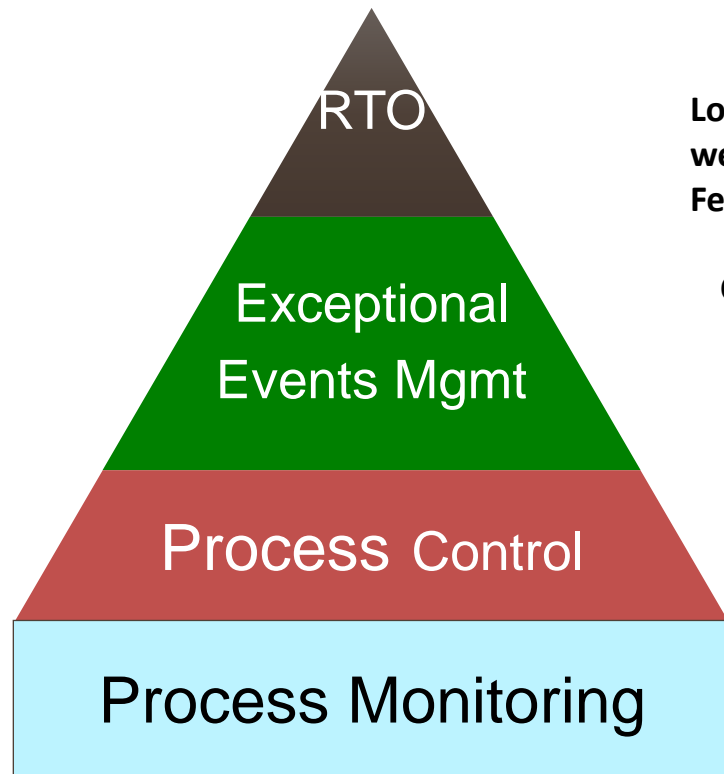 RTO
Exceptional
Events Mgmt
Process Control
Process Monitoring